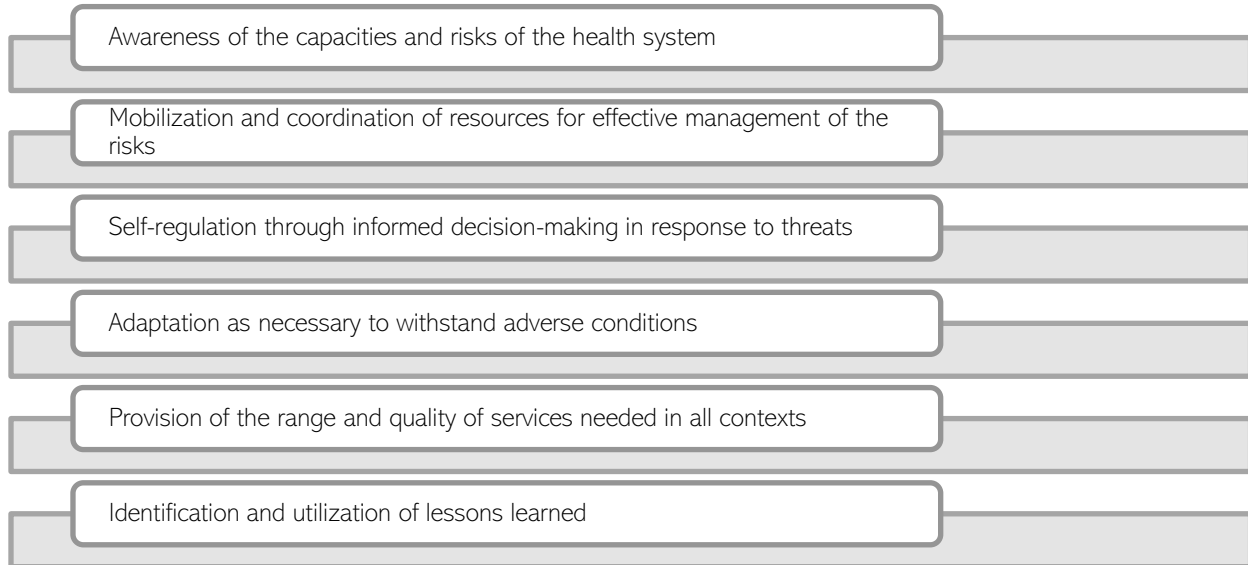 Awareness of the capacities and risks of the health system
Mobilization and coordination of resources for effective management of the
risks
Self-regulation through informed decision-making in response to threats
Adaptation as necessary to withstand adverse conditions
Provision of the range and quality of services needed in all contexts
Identification and utilization of lessons learned